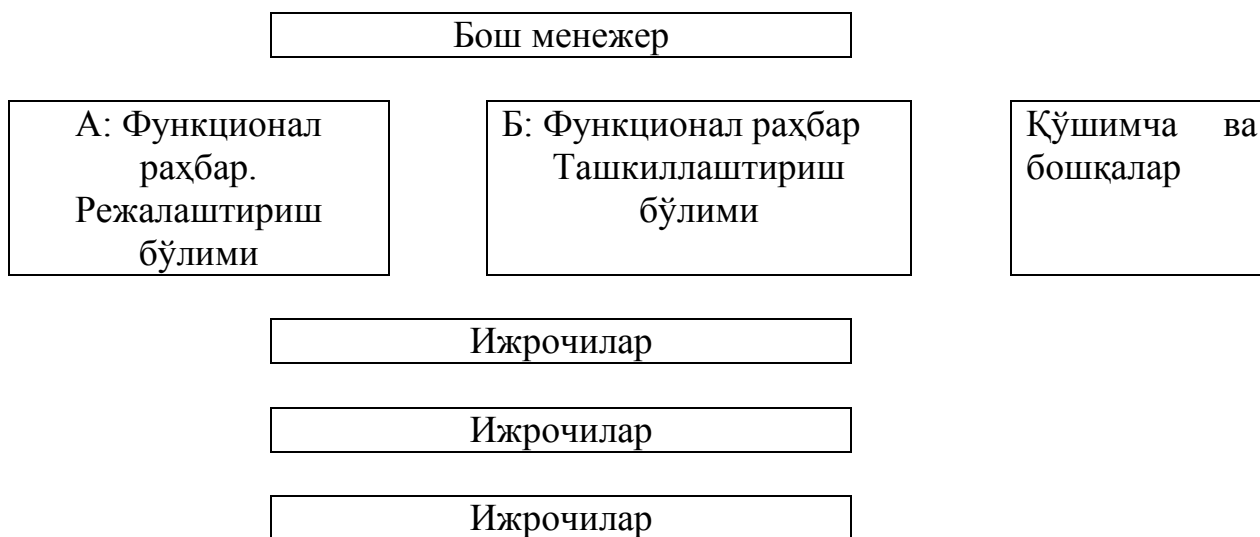 Бош менежер
А: Функционал
раҳбар.
Режалаштириш
бўлими
Б: Функционал раҳбар
Ташкиллаштириш
бўлими
Қўшимча ва
бошқалар
Ижрочилар
Ижрочилар
Ижрочилар